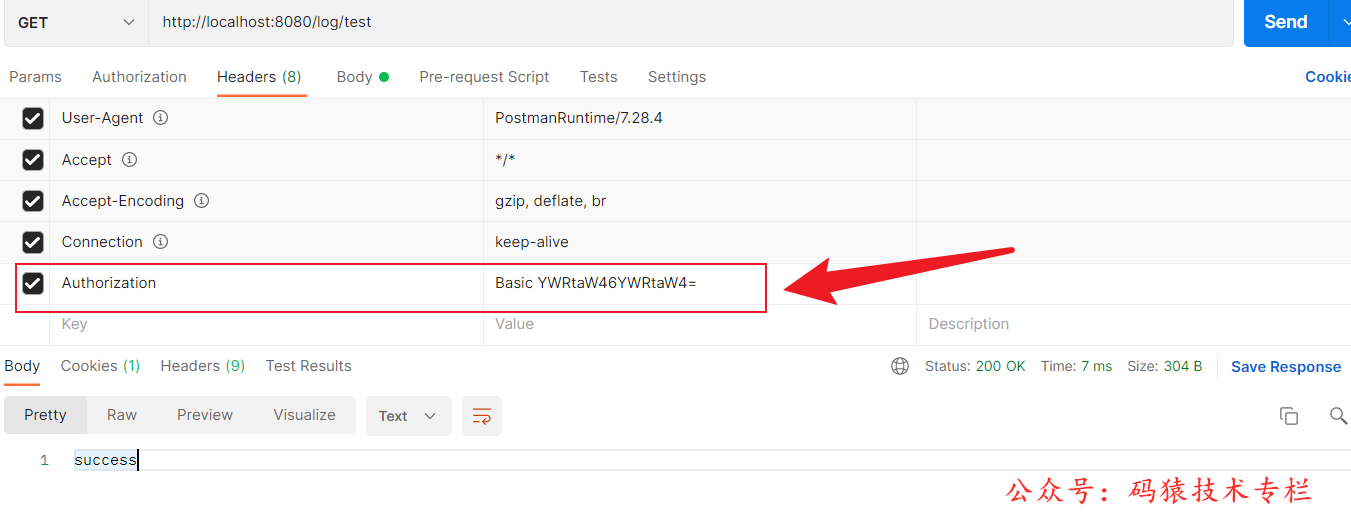 GET http://localhost:8080/log/test Send
Params Authorization Headers (8) Body Pre-request Script Tests Settings Cookie
User-Agent PostmanRuntime/7.28.4
Accept */*
Accept-Encoding gzip, deflate, br
Connection keep-alive
Authorization Basic YWRtaW46YWRtaW4=
Key Value Description
Body Cookies (1) Headers (9) Test Results Status: 200 OK Time: 7 ms Size: 304 B Save Response
Pretty Raw Preview Visualize Text
1 success
公众号：码猿技术专栏